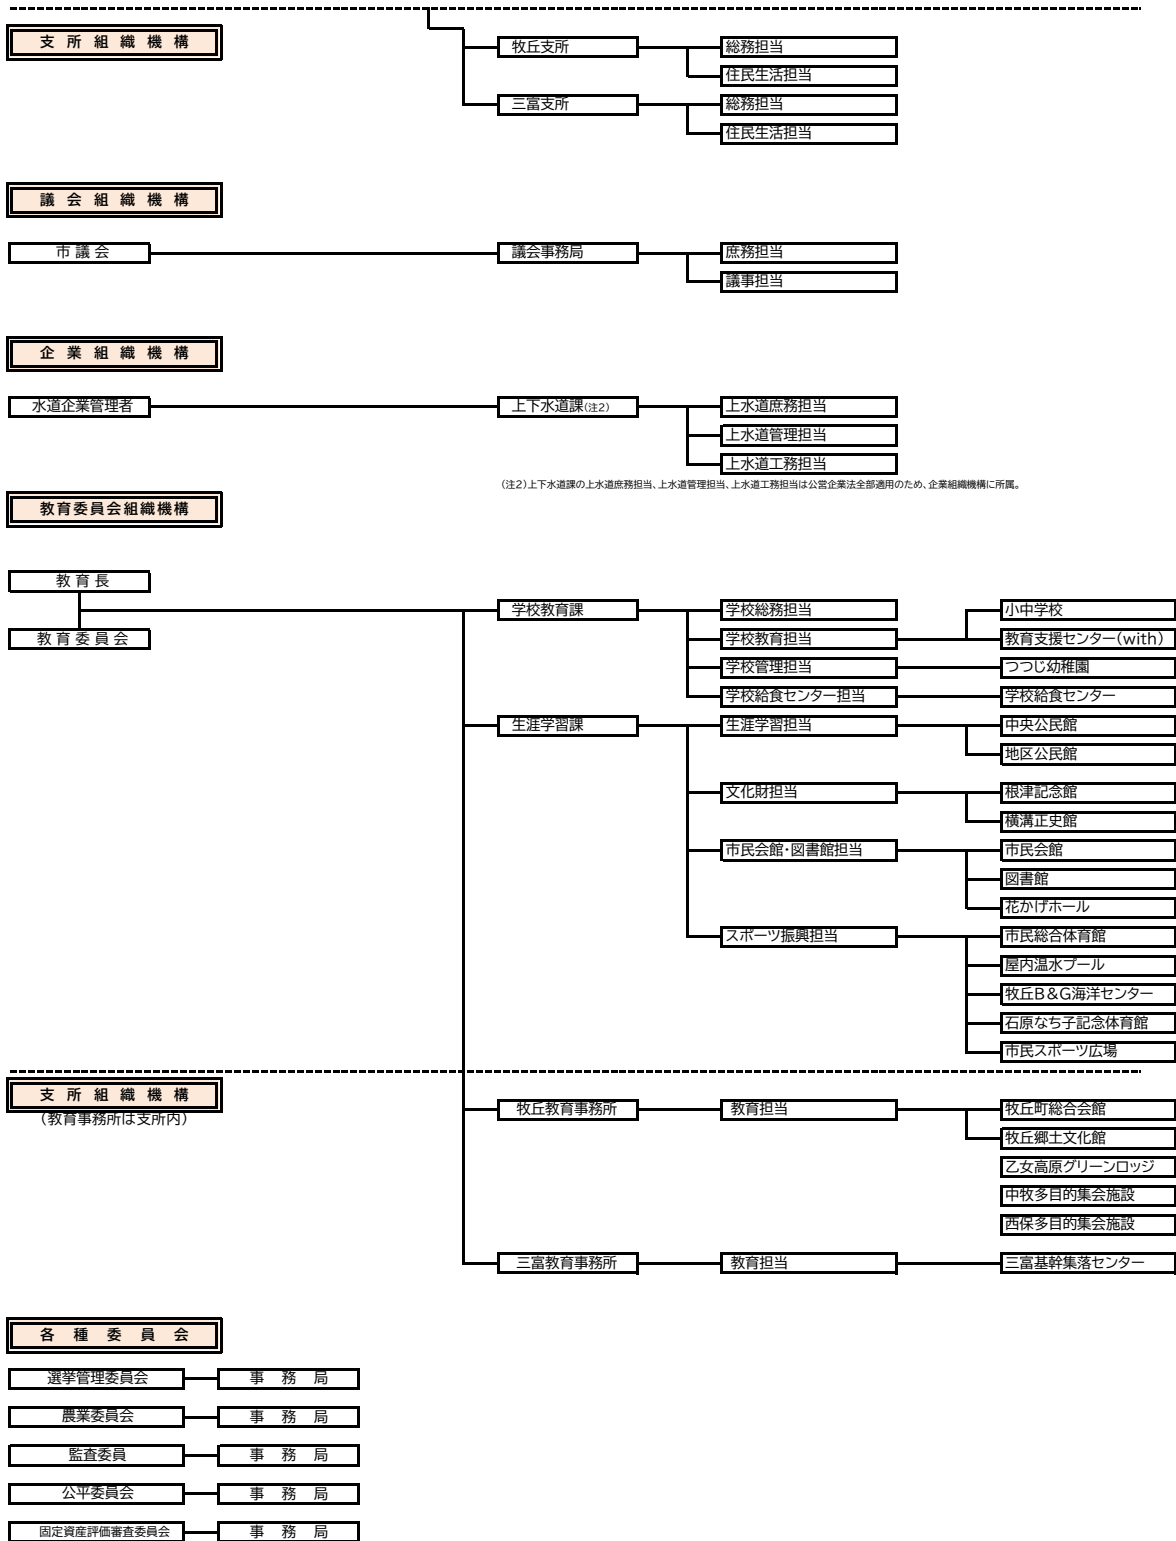 支所組織機構
牧丘支所 総務担当
住民生活担当
三富支所 総務担当
住民生活担当
議会組織機構
市議会 議会事務局 庶務担当
議事担当
企業組織機構
水道企業管理者 上下水道課(注2) 上水道庶務担当
上水道管理担当
上水道工務担当
(注2)上下水道課の上水道庶務担当、上水道管理担当、上水道工務担当は公営企業法全部適用のため、企業組織機構に所属。
教育委員会組織機構
教育長
学校教育課 学校総務担当 小中学校
教育委員会 学校教育担当 教育支援センター(with)
学校管理担当 つつじ幼稚園
学校給食センター担当 学校給食センター
生涯学習課 生涯学習担当 中央公民館
地区公民館
文化財担当 根津記念館
横溝正史館
市民会館・図書館担当 市民会館
図書館
花かげホール
スポーツ振興担当 市民総合体育館
屋内温水プール
牧丘B&G海洋センター
石原なち子記念体育館
市民スポーツ広場
支所組織機構
(教育事務所は支所内)
牧丘教育事務所 教育担当 牧丘町総合会館
牧丘郷土文化館
乙女高原グリーンロッジ
中牧多目的集会施設
西保多目的集会施設
三富教育事務所 教育担当 三富基幹集落センター
各種委員会
選挙管理委員会 事務局
農業委員会 事務局
監査委員 事務局
公平委員会 事務局
固定資産評価審査委員会 事務局